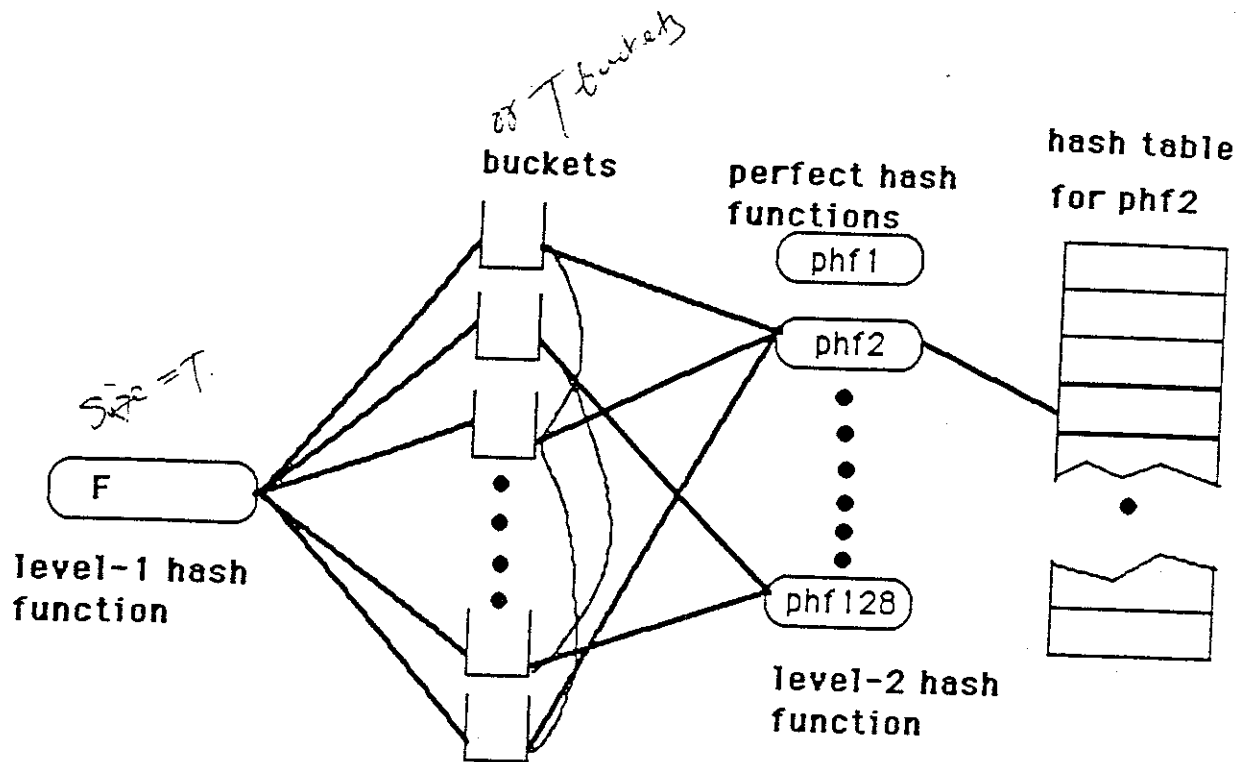 or T buckets
buckets
perfect hash
functions
hash table
for phf2
phf1
phf2
Size = T.
F
level-1 hash
function
phf128
level-2 hash
function